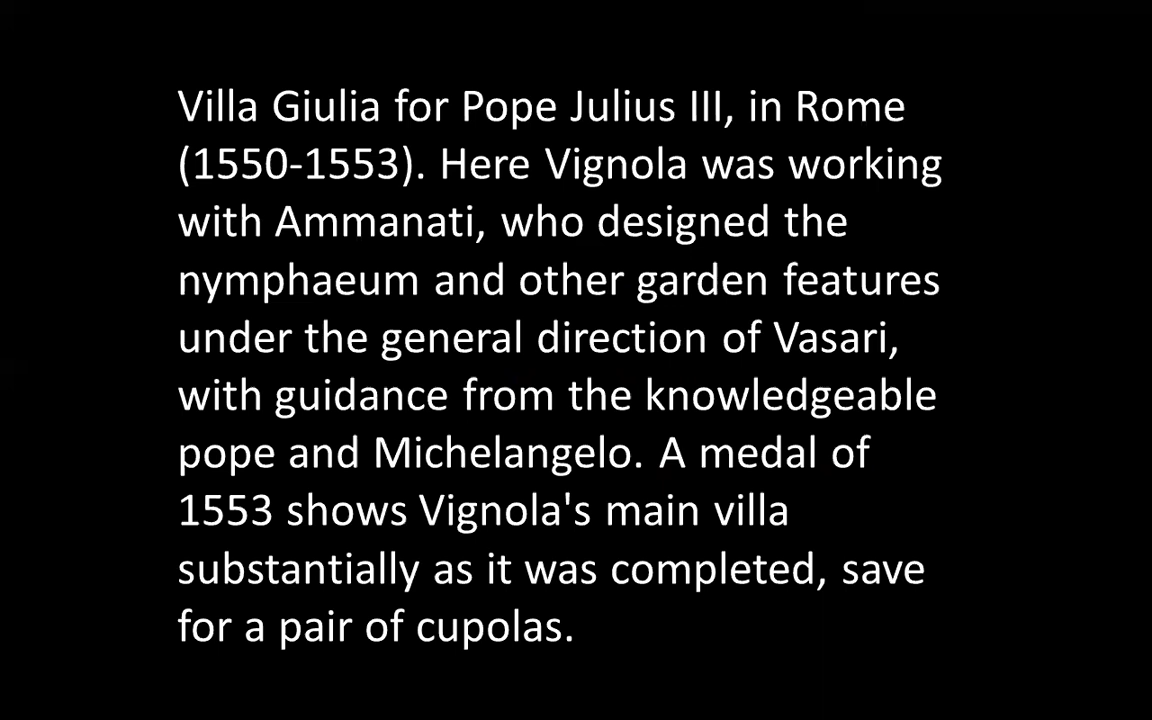 Villa Giulia for Pope Julius III, in Rome
(1550-1553). Here Vignola was working
with Ammanati, who designed the
nymphaeum and other garden features
under the general direction of Vasari,
with guidance from the knowledgeable
pope and Michelangelo. A medal of
1553 shows Vignola's main villa
substantially as it was completed, save
for a pair of cupolas.